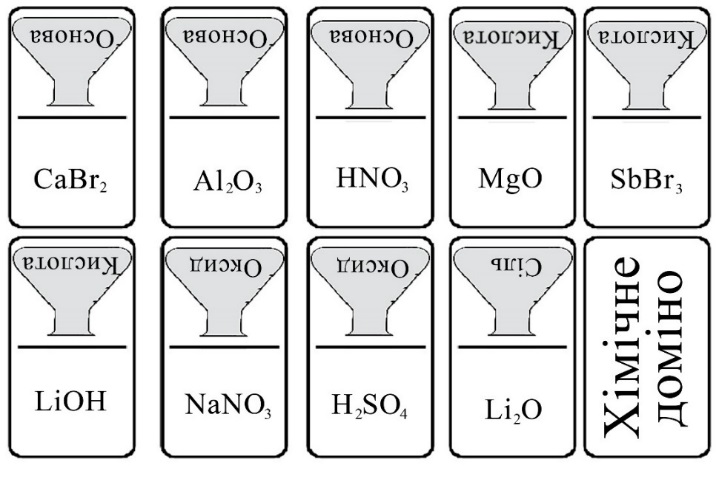 Основа
Основа
Основа
Кислота
Кислота
CaBr₂
Al₂O₃
HNO₃
MgO
SbBr₃
Кислота
Оксид
Оксид
Сіль
LiOH
NaNO₃
H₂SO₄
Li₂O
Хімічне
доміно